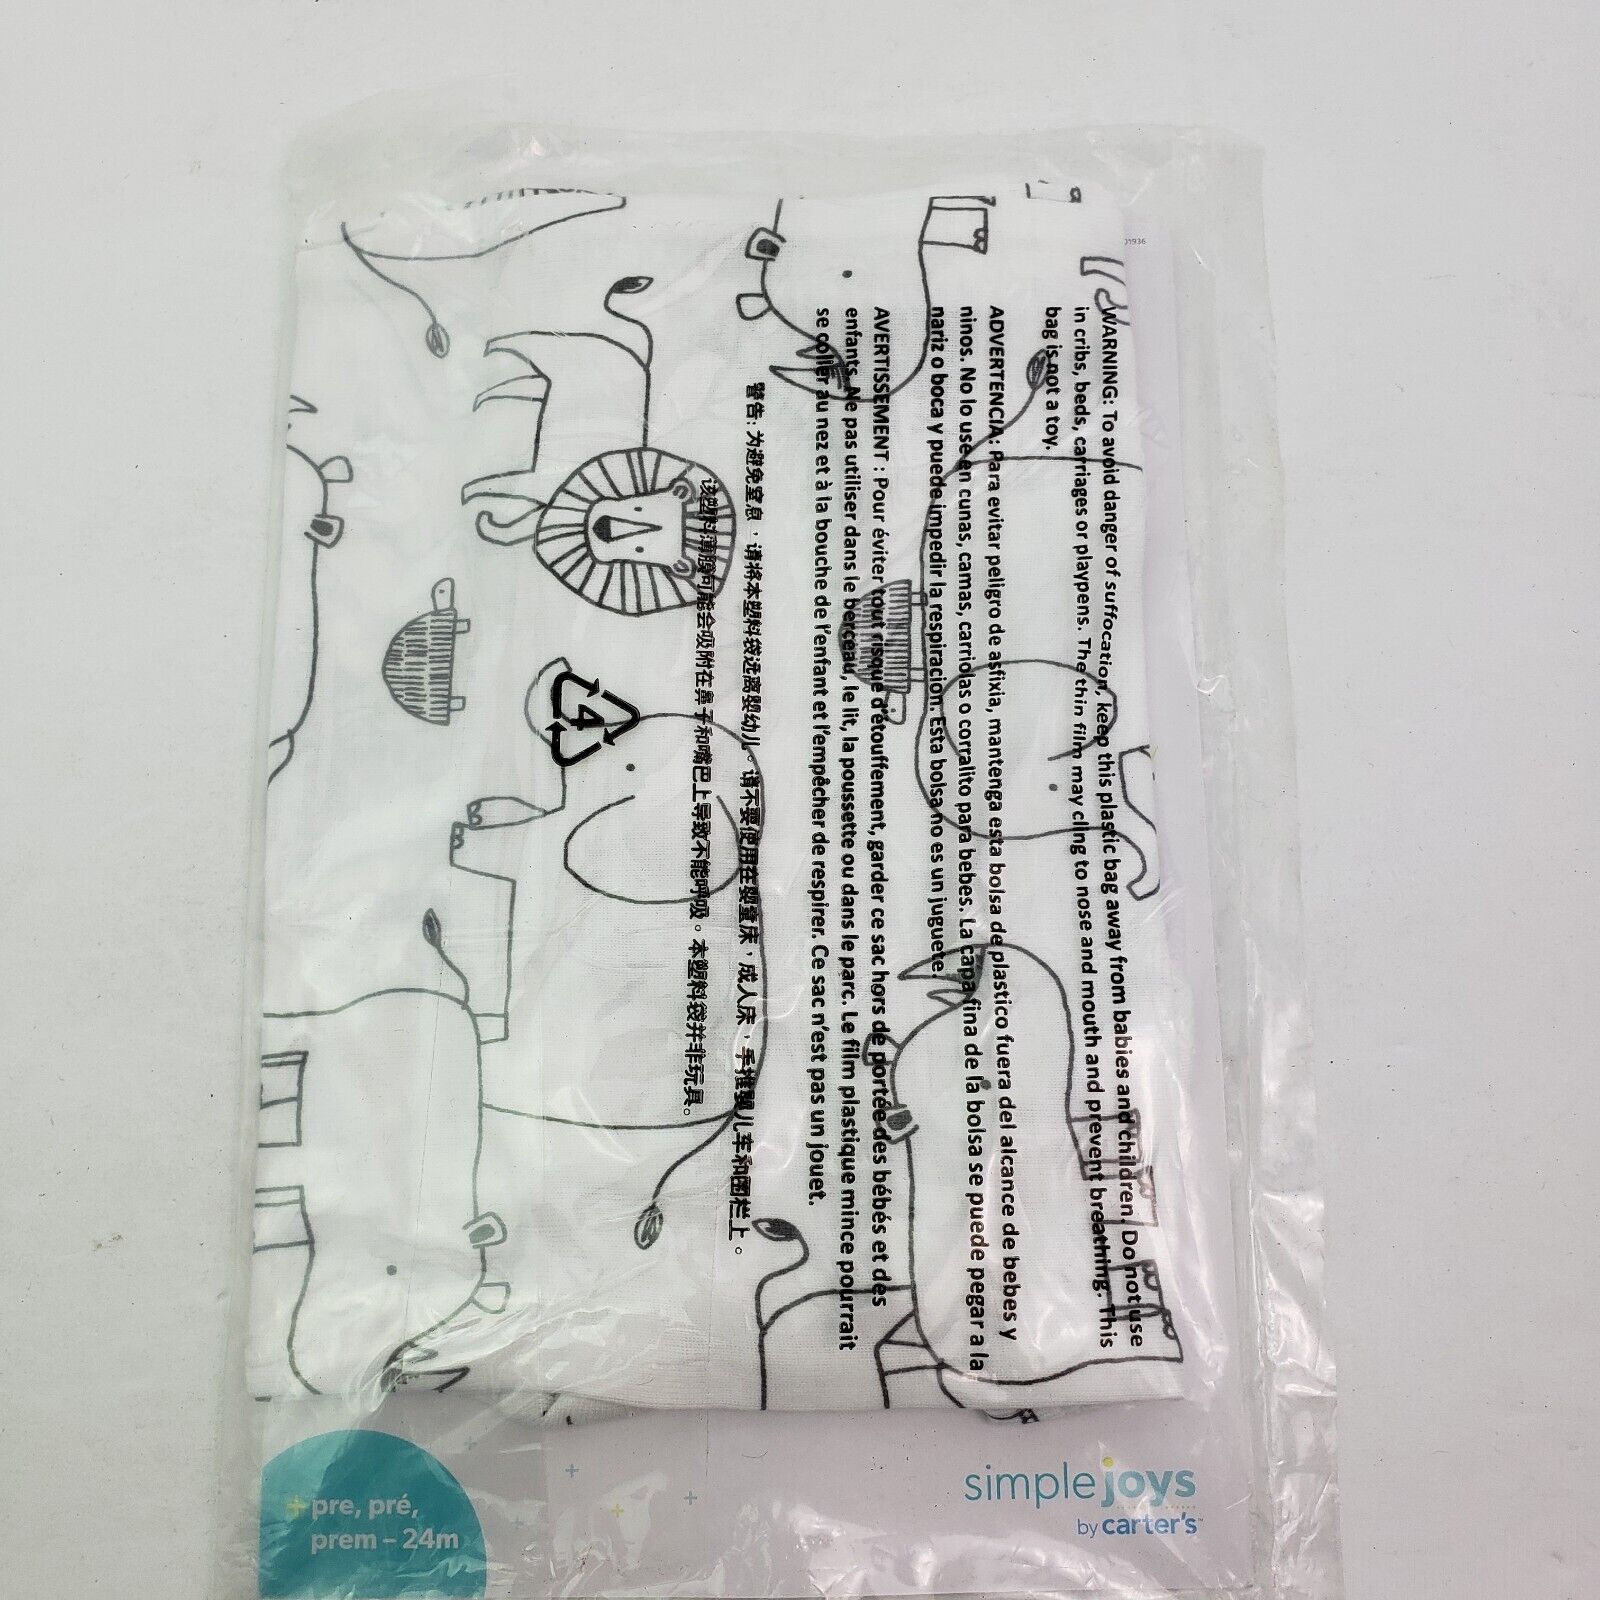 01936
WARNING: To avoid danger of suffocation, keep this plastic bag away from babies and children. Do not use
in cribs, beds, carriages or playpens. The thin film may cling to nose and mouth and prevent breathing. This
bag is not a toy.
ADVERTENCIA: Para evitar peligro de asfixia, mantenga esta bolsa de plastico fuera del alcance de bebes y
ninos. No lo use en cunas, camas, carriolas o corralito para bebes. La capa fina de la bolsa se puede pegar a la
nariz o boca y puede impedir la respiracion. Esta bolsa no es un juguete.
AVERTISSEMENT : Pour éviter tout risque d'étouffement, garder ce sac hors de portée des bébés et des
enfants. Ne pas utiliser dans le berceau, le lit, la poussette ou dans le parc. Le film plastique mince pourrait
se coller au nez et à la bouche de l'enfant et l'empêcher de respirer. Ce sac n'est pas un jouet.
警告: 为避免窒息，请将本塑料袋远离婴幼儿。请不要使用在婴童床，成人床，手推婴儿车和围栏上。
该塑料薄膜可能会吸附在鼻子和嘴巴上导致不能呼吸。本塑料袋并非玩具。
4
pre, pré,
prem – 24m
simple joys
by carter's™